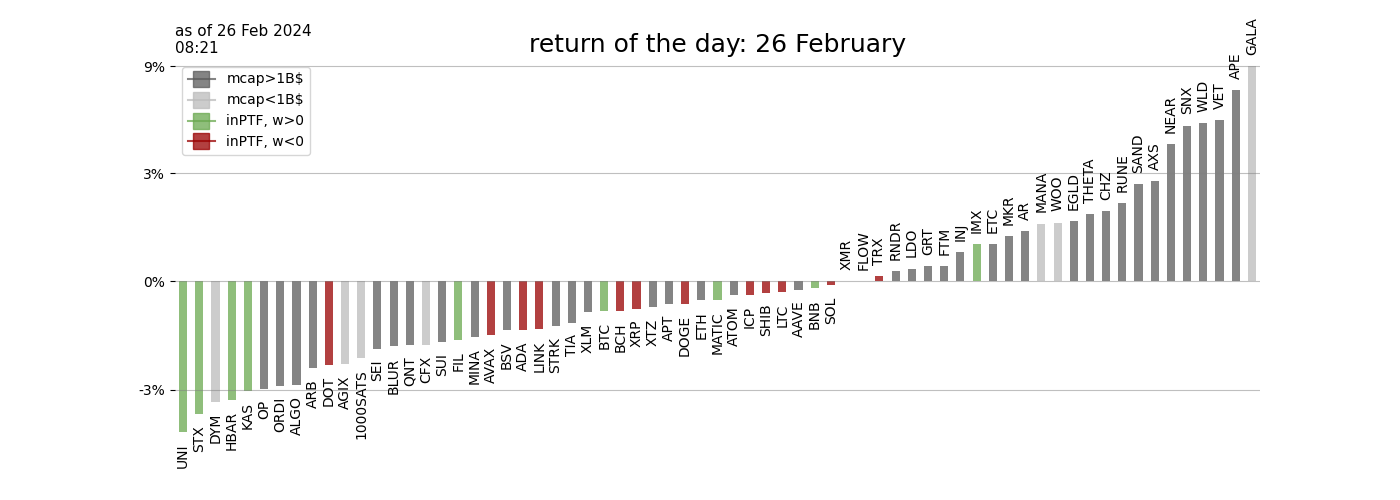 as of 26 Feb 2024
08:21
return of the day: 26 February
9%
3%
0%
-3%
mcap>1B$
mcap<1B$
inPTF, w>0
inPTF, w<0
UNI
STX
DYM
HBAR
KAS
OP
ORDI
ALGO
ARB
DOT
AGIX
1000SATS
SEI
BLUR
QNT
CFX
SUI
FIL
MINA
AVAX
BSV
ADA
LINK
STRK
TIA
XLM
BTC
BCH
XRP
XTZ
APT
DOGE
ETH
MATIC
ATOM
ICP
SHIB
LTC
AAVE
BNB
SOL
XMR
FLOW
TRX
RNDR
LDO
GRT
FTM
INJ
IMX
ETC
MKR
AR
MANA
WOO
EGLD
THETA
CHZ
RUNE
SAND
AXS
NEAR
SNX
WLD
VET
APE
GALA